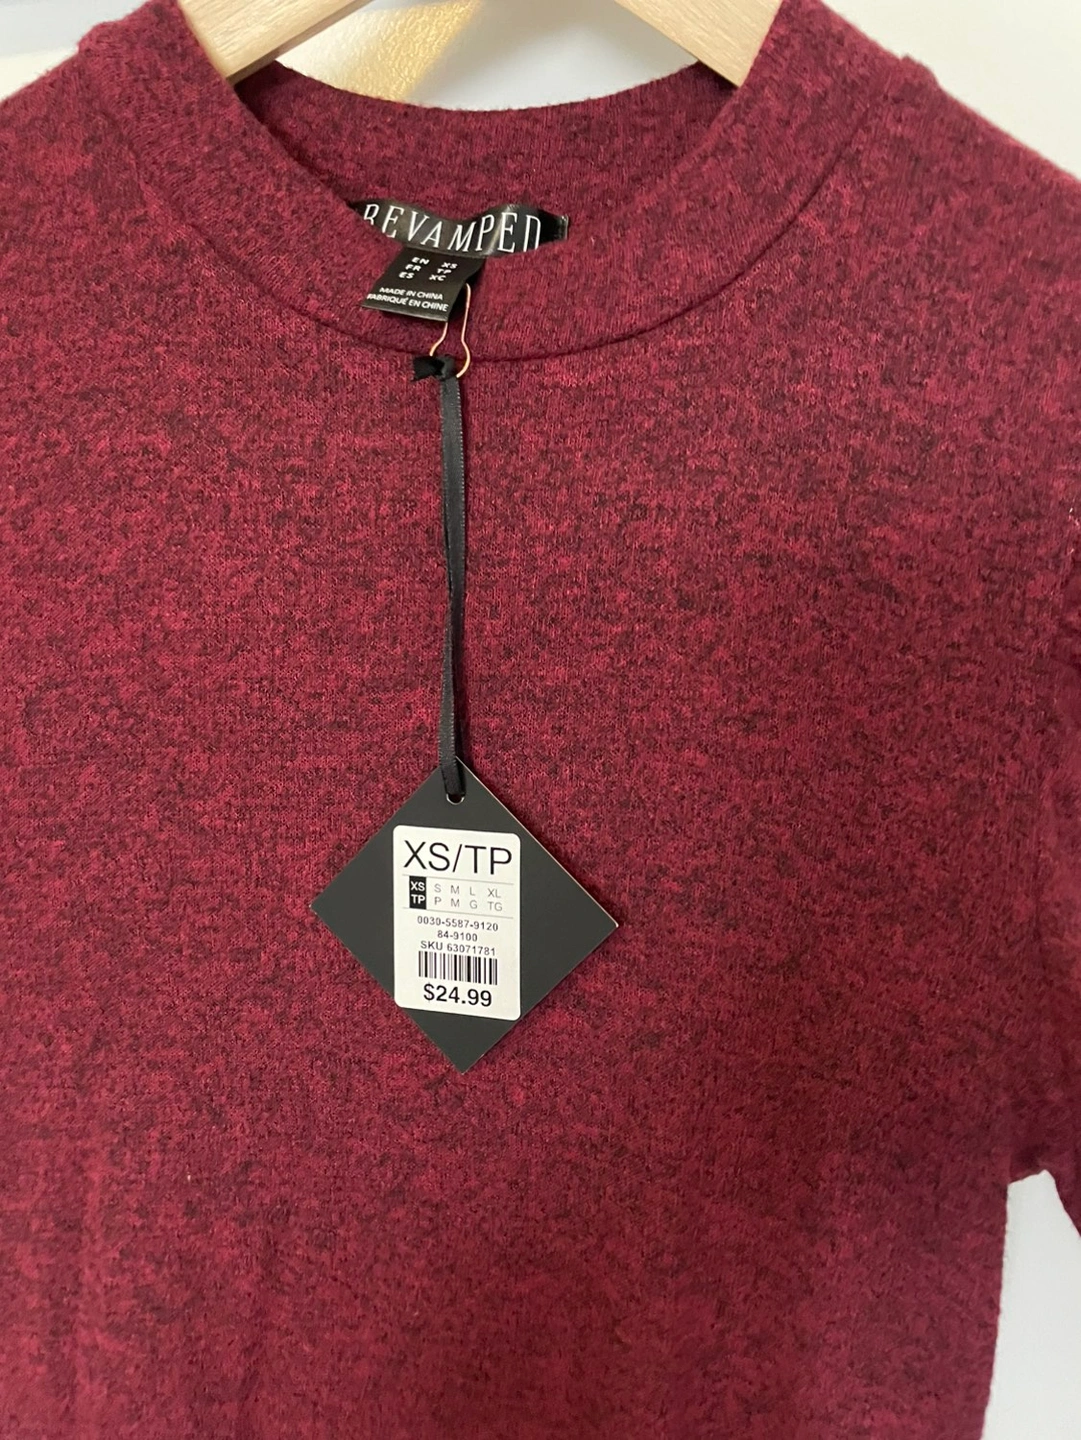 REVAMPED
EN XS
FR TP
ES XC
MADE IN CHINA
FABRIQUÉ EN CHINE
XS/TP
XS S M L XL
TP P M G TG
0030-5587-9120
84-9100
SKU 63071781
$24.99